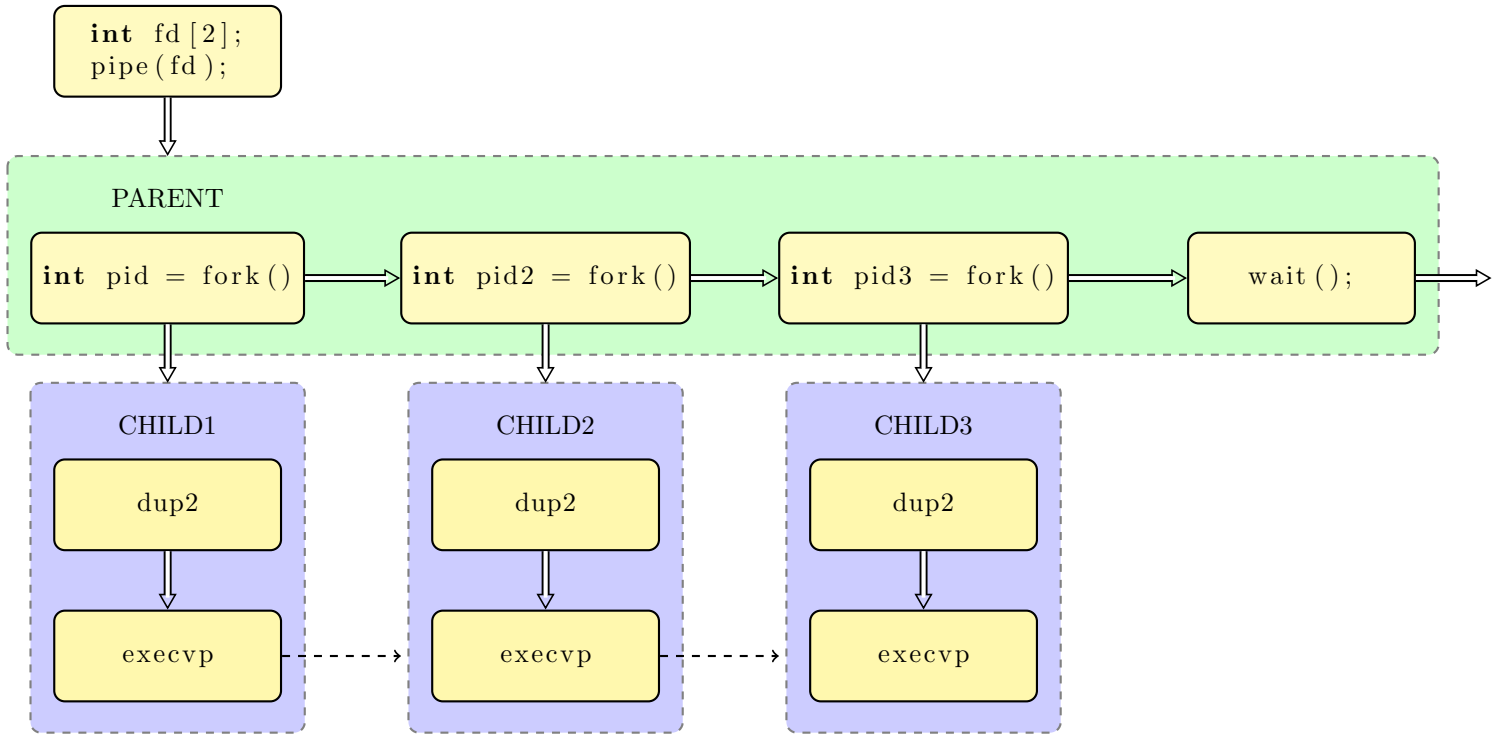 int fd[2];
pipe(fd);
PARENT
int pid = fork()
int pid2 = fork()
int pid3 = fork()
wait();
CHILD1
CHILD2
CHILD3
dup2
dup2
dup2
execvp
execvp
execvp